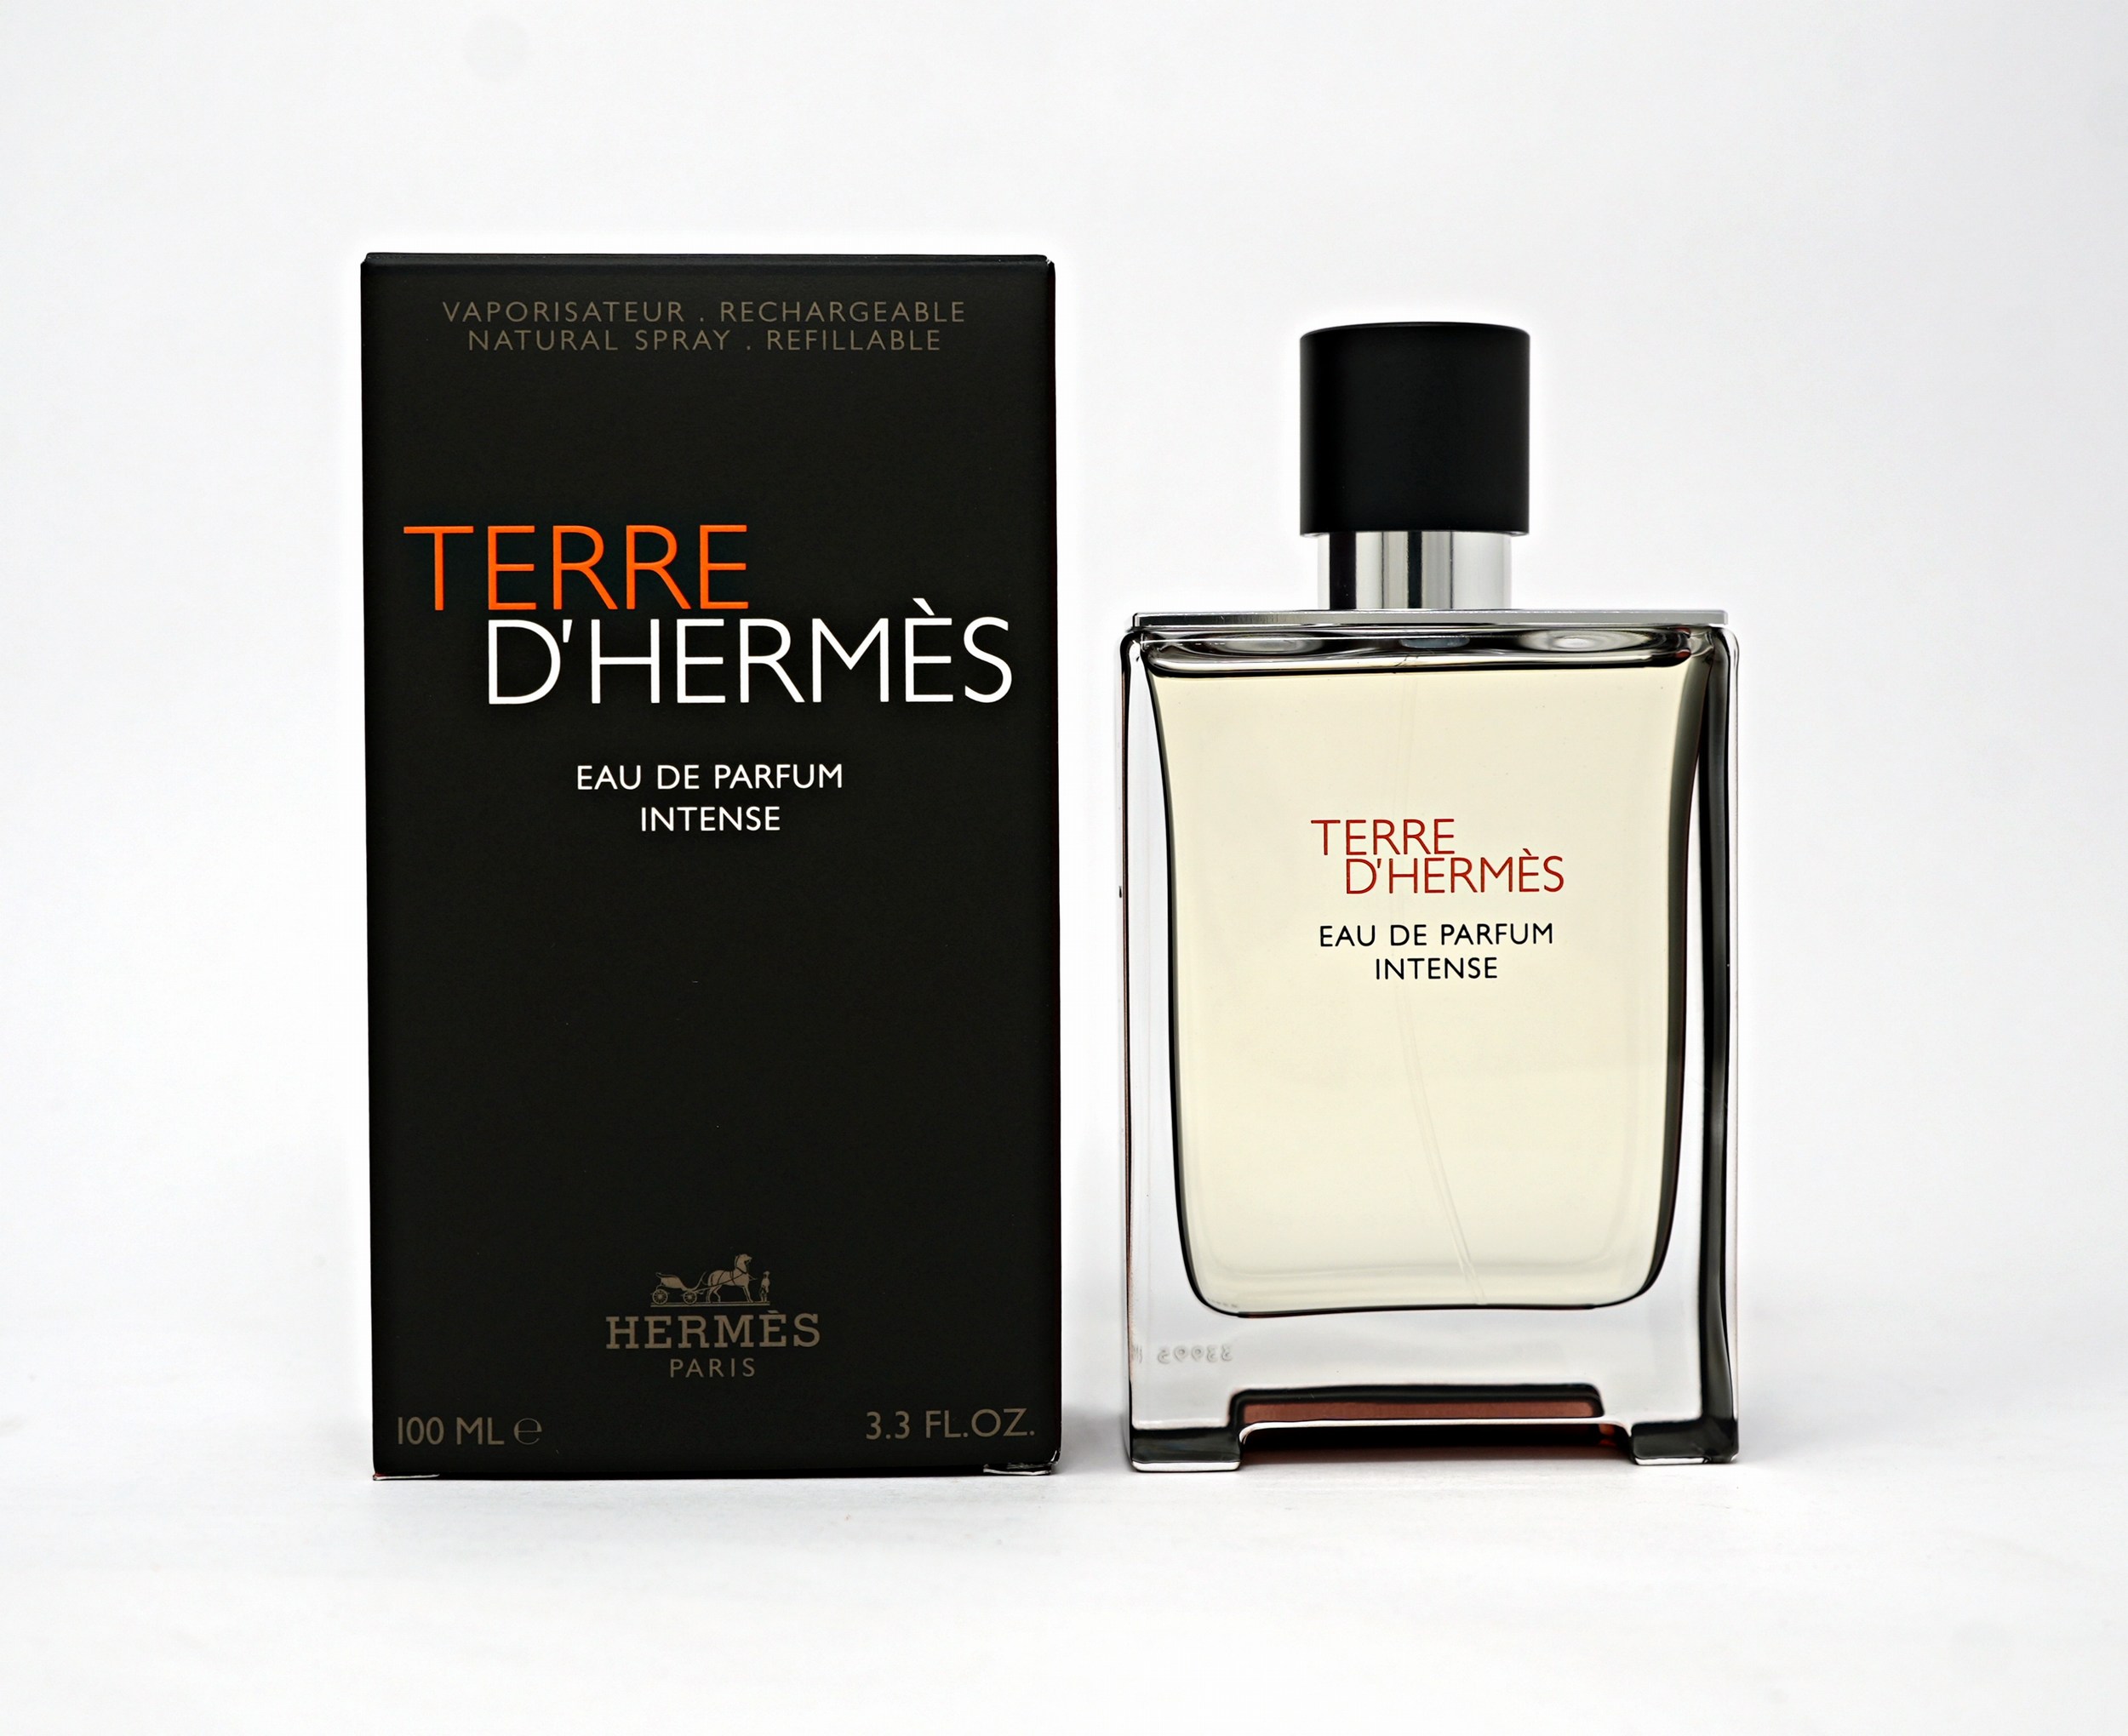 VAPORISATEUR . RECHARGEABLE
NATURAL SPRAY . REFILLABLE
TERRE
D'HERMÈS
EAU DE PARFUM
INTENSE
HERMÈS
PARIS
100 ML ℮
3.3 FL.OZ.
TERRE
D'HERMÈS
EAU DE PARFUM
INTENSE